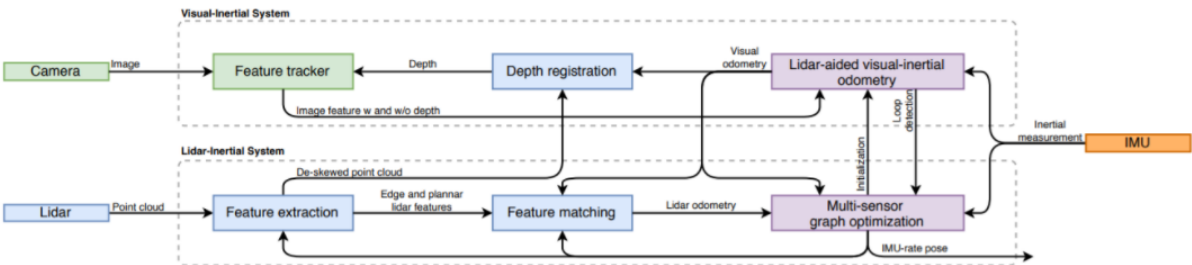 Visual-Inertial System
Camera
Image
Feature tracker
Depth
Depth registration
Visual
odometry
Lidar-aided visual-inertial
odometry
Image feature w and w/o depth
Loop
detection
Initialization
Inertial
measurement
IMU
Lidar-Inertial System
De-skewed point cloud
Lidar
Point cloud
Feature extraction
Edge and plannar
lidar features
Feature matching
Lidar odometry
Multi-sensor
graph optimization
IMU-rate pose